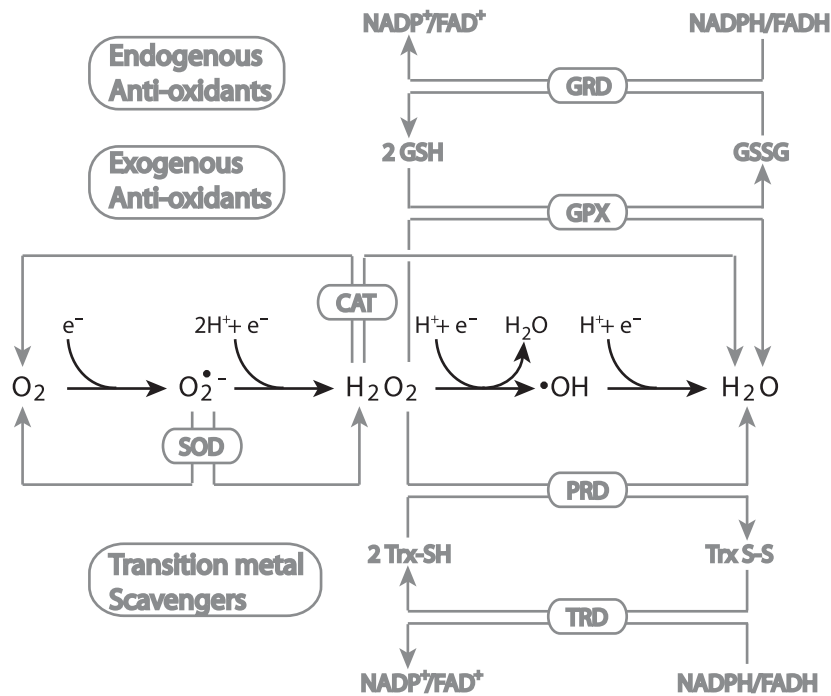 NADP⁺/FAD⁺ NADPH/FADH
Endogenous
Anti-oxidants
GRD
2 GSH GSSG
Exogenous
Anti-oxidants
GPX
CAT
e⁻ 2H⁺+ e⁻ H⁺+ e⁻ H₂O H⁺+ e⁻
O₂ O₂•⁻ H₂O₂ •OH H₂O
SOD
PRD
2 Trx-SH Trx S-S
Transition metal
Scavengers
TRD
NADP⁺/FAD⁺ NADPH/FADH